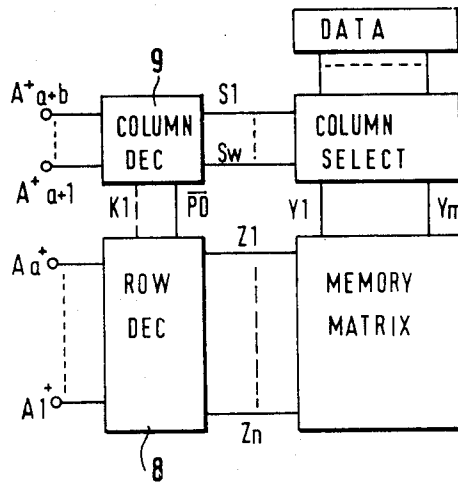 DATA
9
A⁺a+b
S1
COLUMN DEC
COLUMN SELECT
A⁺a+1
Sw
K1
P̅D̅
Y1
Ym
Aa⁺
Z1
ROW DEC
MEMORY MATRIX
A1⁺
Zn
8